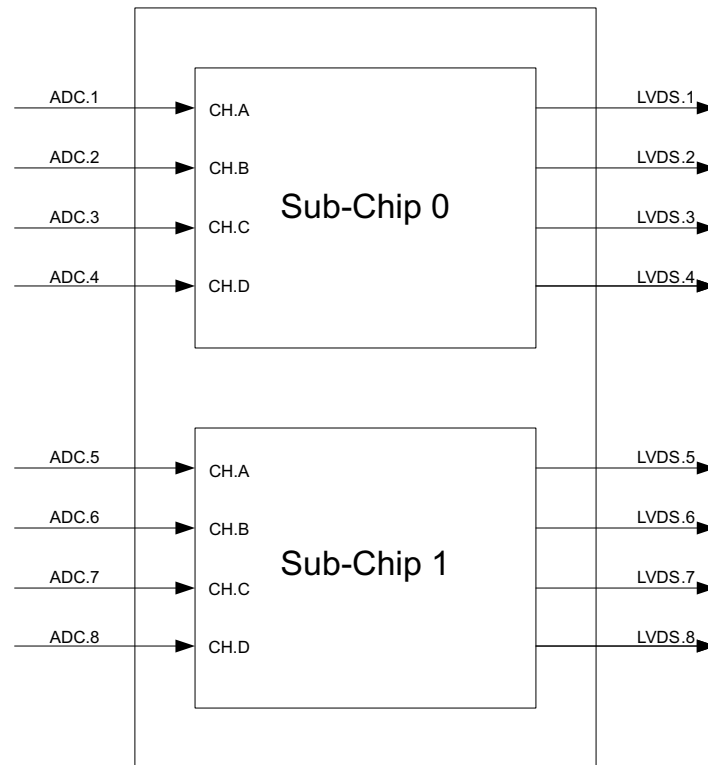 ADC.1
CH.A
LVDS.1
ADC.2
CH.B
LVDS.2
ADC.3
CH.C
LVDS.3
Sub-Chip 0
ADC.4
CH.D
LVDS.4
ADC.5
CH.A
LVDS.5
ADC.6
CH.B
LVDS.6
Sub-Chip 1
ADC.7
CH.C
LVDS.7
ADC.8
CH.D
LVDS.8